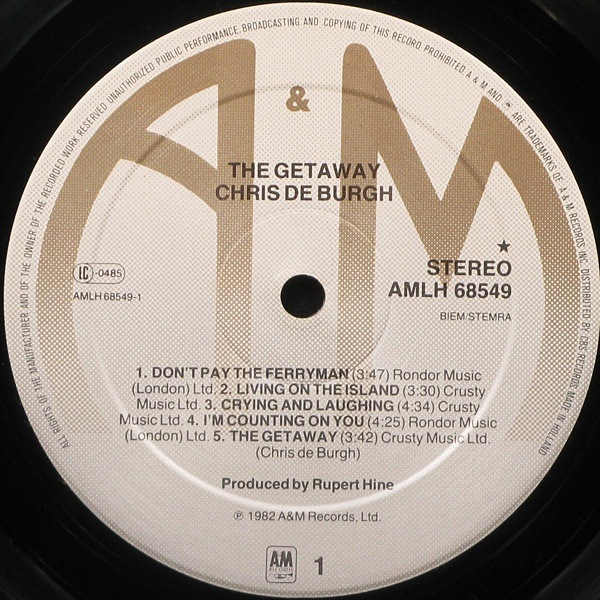 ALL RIGHTS OF THE MANUFACTURER AND OF THE OWNER OF THE RECORDED WORK RESERVED UNAUTHORIZED PUBLIC PERFORMANCE, BROADCASTING AND COPYING OF THIS RECORD PROHIBITED A & M AND ARE TRADEMARKS OF A & M RECORDS INC. DISTRIBUTED BY CBS RECORDS MADE IN HOLLAND
A & M
THE GETAWAY
CHRIS DE BURGH
LC-0485
AMLH 68549-1
★
STEREO
AMLH 68549
BIEM/STEMRA
1. DON'T PAY THE FERRYMAN (3:47) Rondor Music
(London) Ltd. 2. LIVING ON THE ISLAND (3:30) Crusty
Music Ltd. 3. CRYING AND LAUGHING (4:34) Crusty
Music Ltd. 4. I'M COUNTING ON YOU (4:25) Rondor Music
(London) Ltd. 5. THE GETAWAY (3:42) Crusty Music Ltd.
(Chris de Burgh)
Produced by Rupert Hine
℗ 1982 A&M Records, Ltd.
AM
RECORDS
1